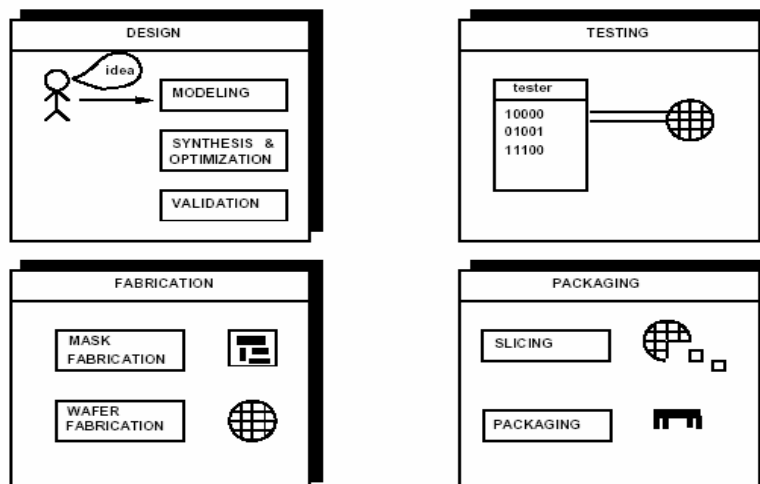 DESIGN
idea
MODELING
SYNTHESIS &
OPTIMIZATION
VALIDATION
TESTING
tester
10000
01001
11100
FABRICATION
MASK
FABRICATION
WAFER
FABRICATION
PACKAGING
SLICING
PACKAGING